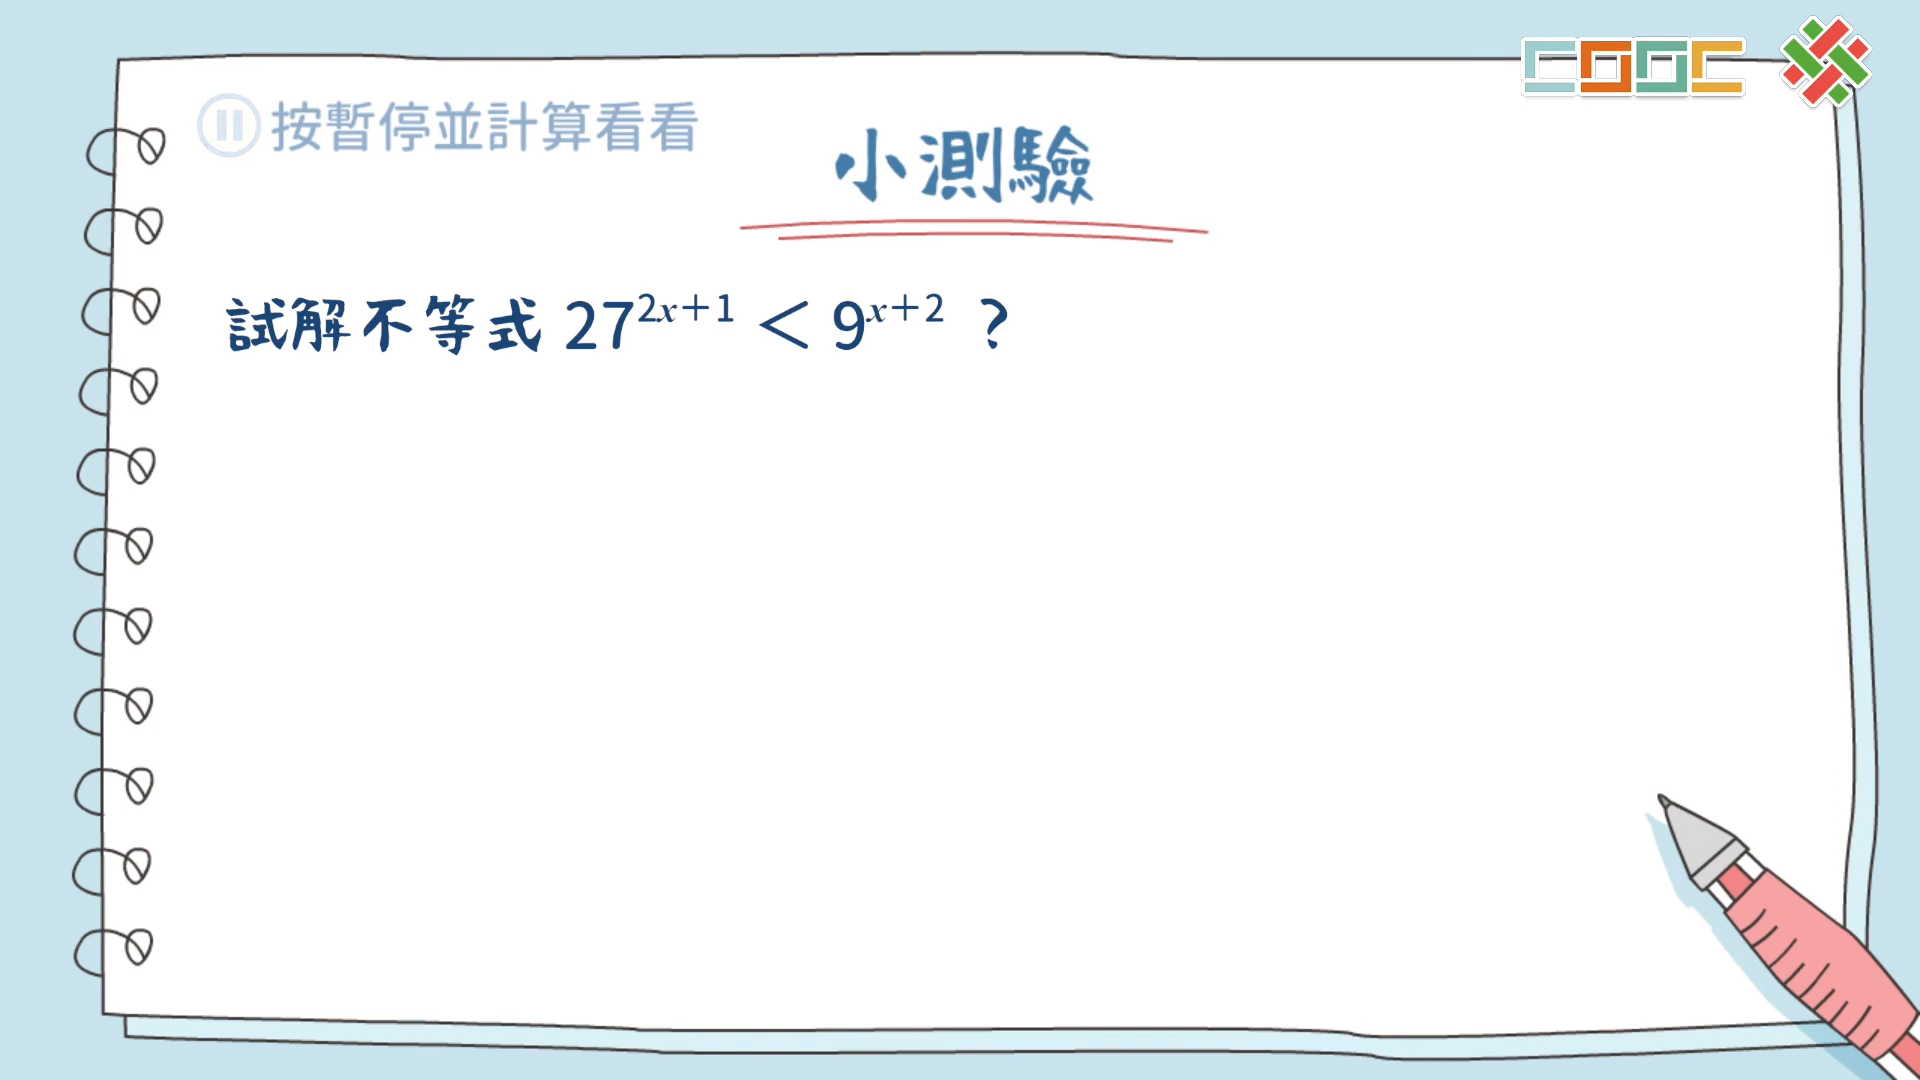 按暫停並計算看看
小測驗
試解不等式 27^{2x+1} < 9^{x+2} ?
COOC